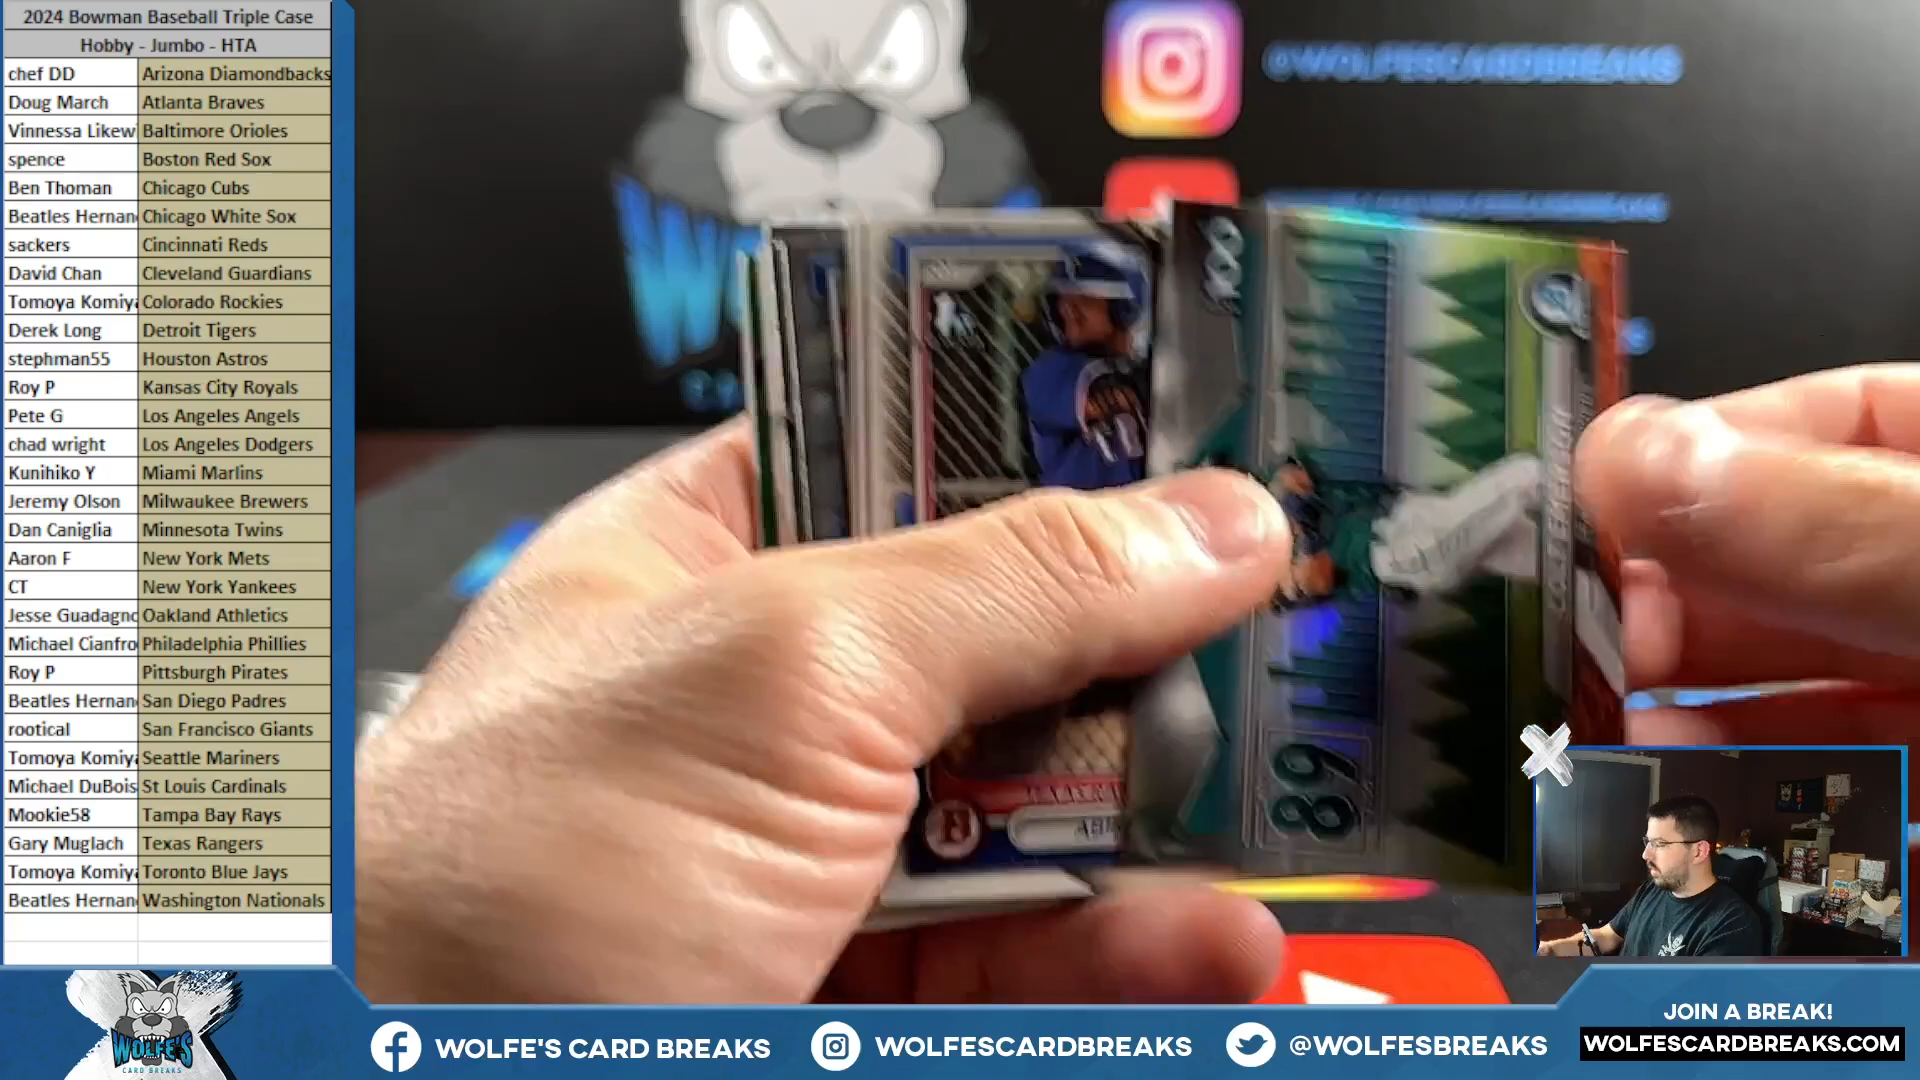 2024 Bowman Baseball Triple Case
Hobby - Jumbo - HTA
chef DD Arizona Diamondbacks
Doug March Atlanta Braves
Vinnessa Likew Baltimore Orioles
spence Boston Red Sox
Ben Thoman Chicago Cubs
Beatles Hernan Chicago White Sox
sackers Cincinnati Reds
David Chan Cleveland Guardians
Tomoya Komiya Colorado Rockies
Derek Long Detroit Tigers
stephman55 Houston Astros
Roy P Kansas City Royals
Pete G Los Angeles Angels
chad wright Los Angeles Dodgers
Kunihiko Y Miami Marlins
Jeremy Olson Milwaukee Brewers
Dan Caniglia Minnesota Twins
Aaron F New York Mets
CT New York Yankees
Jesse Guadagno Oakland Athletics
Michael Cianfro Philadelphia Phillies
Roy P Pittsburgh Pirates
Beatles Hernan San Diego Padres
rootical San Francisco Giants
Tomoya Komiya Seattle Mariners
Michael DuBois St Louis Cardinals
Mookie58 Tampa Bay Rays
Gary Muglach Texas Rangers
Tomoya Komiya Toronto Blue Jays
Beatles Hernan Washington Nationals
@WOLFESCARDBREAKS
89
WOLFE'S
CARD BREAKS
WOLFE'S CARD BREAKS
WOLFESCARDBREAKS
@WOLFESBREAKS
JOIN A BREAK!
WOLFESCARDBREAKS.COM